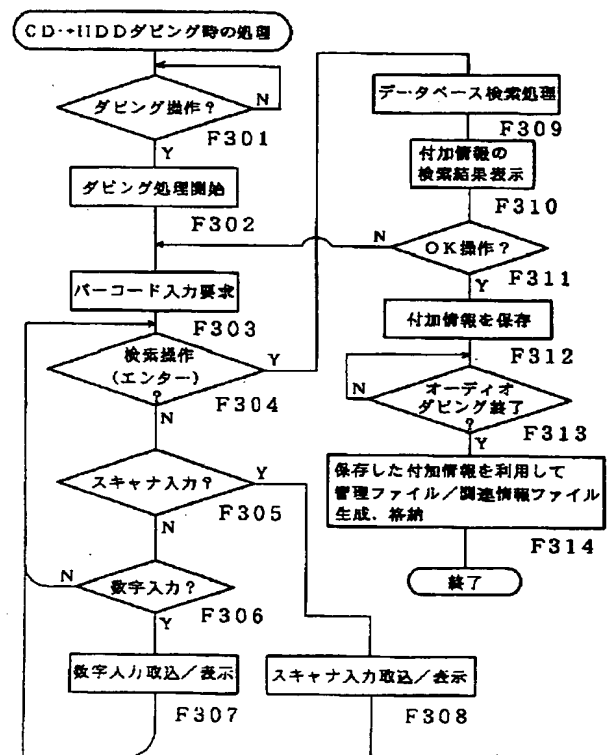 CD→HDDダビング時の処理
ダビング操作?
N
F301
Y
ダビング処理開始
F302
バーコード入力要求
F303
検索操作
(エンター)
?
Y
F304
N
スキャナ入力?
Y
F305
N
数字入力?
N
F306
Y
数字入力取込/表示
F307
スキャナ入力取込/表示
F308
データベース検索処理
F309
付加情報の
検索結果表示
F310
OK操作?
N
F311
Y
付加情報を保存
F312
オーディオ
ダビング終了
?
N
F313
Y
保存した付加情報を利用して
管理ファイル/関連情報ファイル
生成、格納
F314
終了